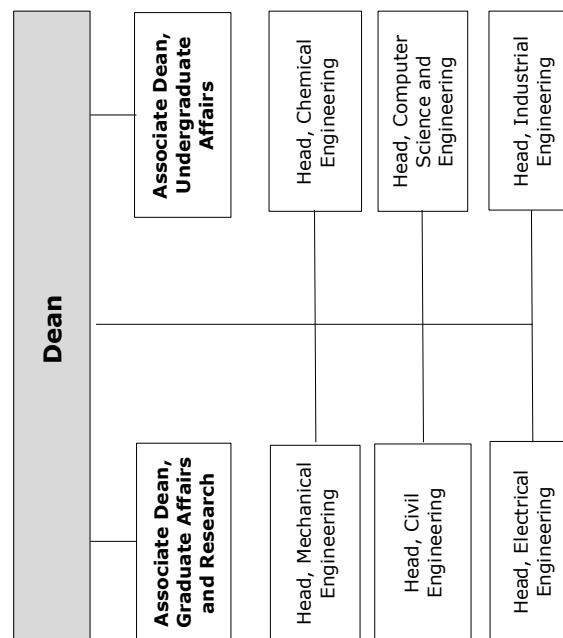 Dean
Associate Dean,
Graduate Affairs
and Research
Associate Dean,
Undergraduate
Affairs
Head, Mechanical
Engineering
Head, Chemical
Engineering
Head, Civil
Engineering
Head, Computer
Science and
Engineering
Head, Electrical
Engineering
Head, Industrial
Engineering